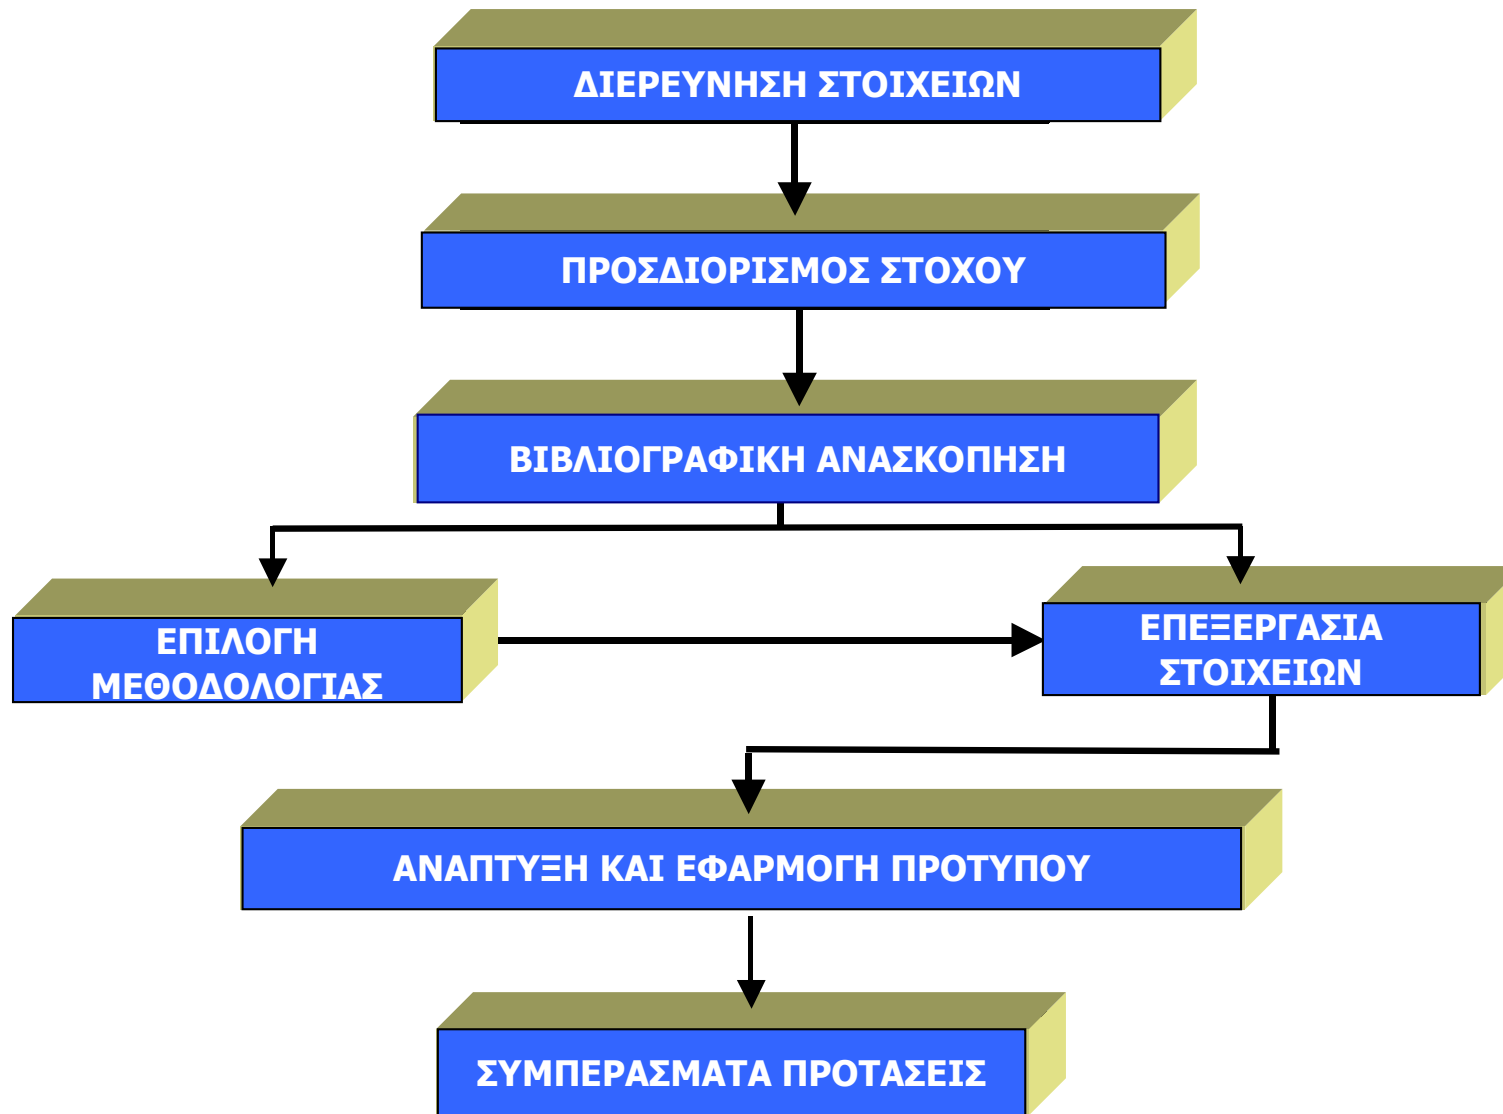 ΔΙΕΡΕΥΝΗΣΗ ΣΤΟΙΧΕΙΩΝ
ΠΡΟΣΔΙΟΡΙΣΜΟΣ ΣΤΟΧΟΥ
ΒΙΒΛΙΟΓΡΑΦΙΚΗ ΑΝΑΣΚΟΠΗΣΗ
ΕΠΙΛΟΓΗ
ΜΕΘΟΔΟΛΟΓΙΑΣ
ΕΠΕΞΕΡΓΑΣΙΑ
ΣΤΟΙΧΕΙΩΝ
ΑΝΑΠΤΥΞΗ ΚΑΙ ΕΦΑΡΜΟΓΗ ΠΡΟΤΥΠΟΥ
ΣΥΜΠΕΡΑΣΜΑΤΑ ΠΡΟΤΑΣΕΙΣ